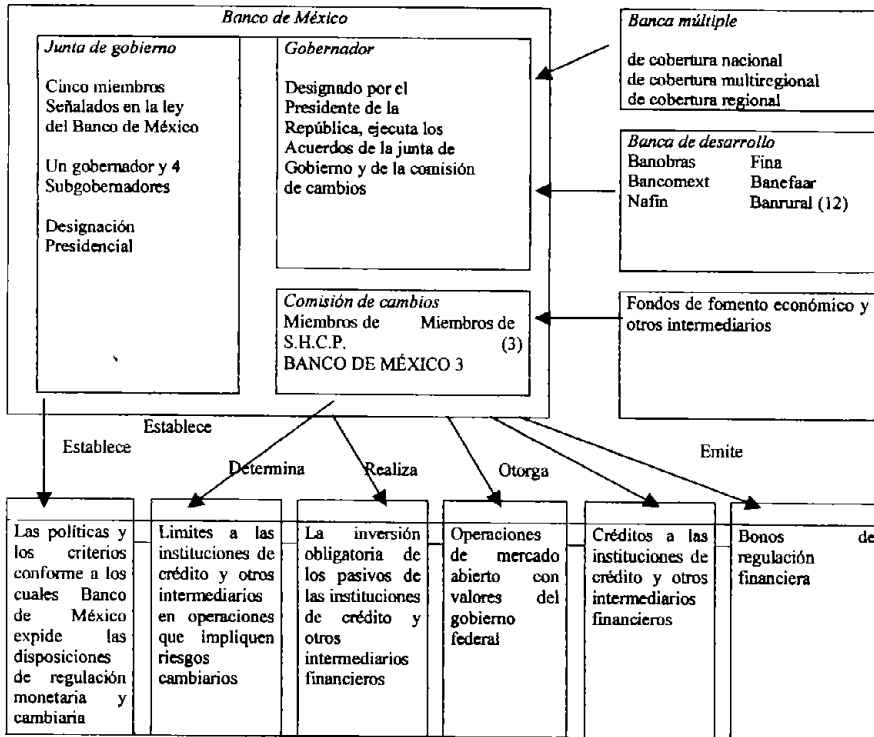 Banco de México
Junta de gobierno
Cinco miembros
Señalados en la ley
del Banco de México
Un gobernador y 4
Subgobernadores
Designación
Presidencial
Gobernador
Designado por el
Presidente de la
República, ejecuta los
Acuerdos de la junta de
Gobierno y de la comisión
de cambios
Comisión de cambios
Miembros de Miembros de
S.H.C.P. (3)
BANCO DE MÉXICO 3
Banca múltiple
de cobertura nacional
de cobertura multiregional
de cobertura regional
Banca de desarrollo
Banobras Fina
Bancomext Banefaar
Nafin Banrural (12)
Fondos de fomento económico y
otros intermediarios
Establece
Establece
Determina
Realiza
Otorga
Emite
Las políticas y
los criterios
conforme a los
cuales Banco
de México
expide las
disposiciones
de regulación
monetaria y
cambiaria
Limites a las
instituciones de
crédito y otros
intermediarios
en operaciones
que impliquen
riesgos
cambiarios
La inversión
obligatoria de
los pasivos de
las instituciones
de crédito y
otros
intermediarios
financieros
Operaciones
de mercado
abierto con
valores del
gobierno
federal
Créditos a las
instituciones de
crédito y otros
intermediarios
financieros
Bonos de
regulación
financiera